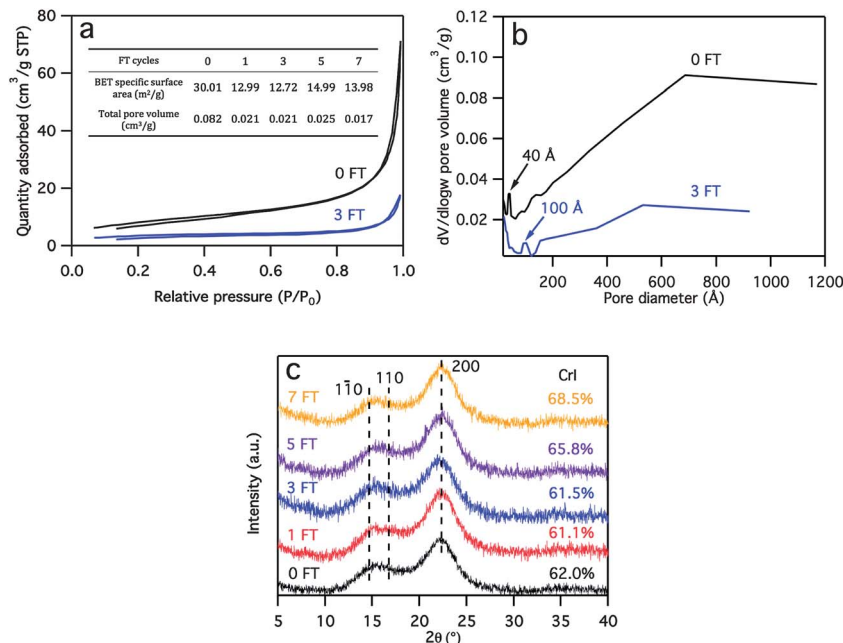 a
80
60
40
20
0
Quantity adsorbed (cm³/g STP)
FT cycles 0 1 3 5 7
BET specific surface area (m²/g) 30.01 12.99 12.72 14.99 13.98
Total pore volume (cm³/g) 0.082 0.021 0.021 0.025 0.017
0 FT
3 FT
0.0 0.2 0.4 0.6 0.8 1.0
Relative pressure (P/P₀)
b
0.12
0.10
0.08
0.06
0.04
0.02
dV/dlogw pore volume (cm³/g)
0 FT
40 Å
3 FT
100 Å
200 400 600 800 1000 1200
Pore diameter (Å)
c
200
CrI
11̄0 110
7 FT 68.5%
5 FT 65.8%
3 FT 61.5%
1 FT 61.1%
0 FT 62.0%
Intensity (a.u.)
5 10 15 20 25 30 35 40
2θ (°)